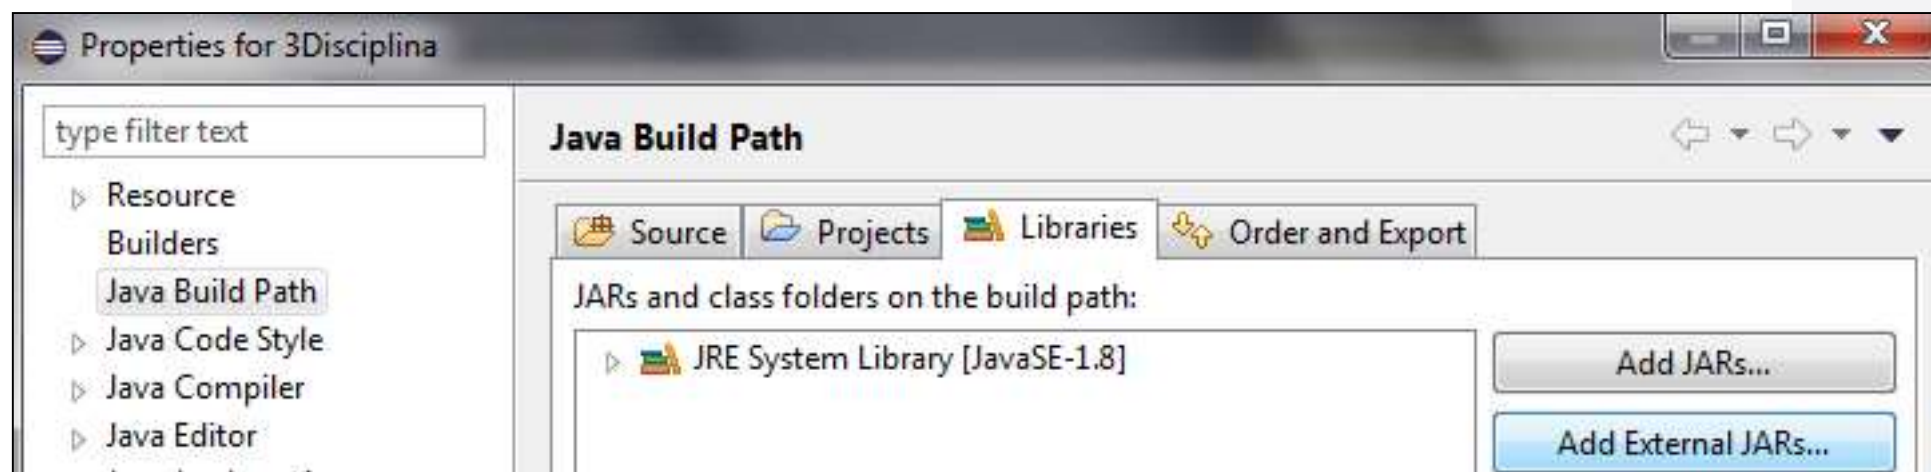 Properties for 3Disciplina
type filter text
Resource
Builders
Java Build Path
Java Code Style
Java Compiler
Java Editor
Java Build Path
Source Projects Libraries Order and Export
JARs and class folders on the build path:
JRE System Library [JavaSE-1.8]
Add JARs...
Add External JARs...